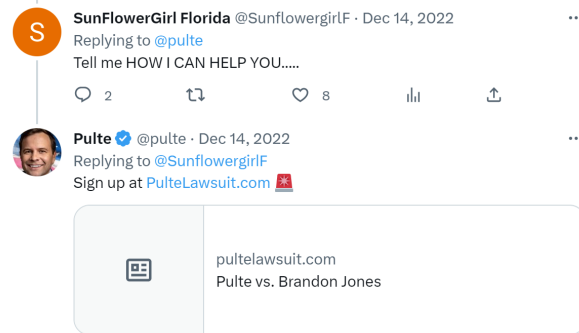 S
SunFlowerGirl Florida @SunflowergirlF · Dec 14, 2022
Replying to @pulte
Tell me HOW I CAN HELP YOU.....
2 8
Pulte @pulte · Dec 14, 2022
Replying to @SunflowergirlF
Sign up at PulteLawsuit.com 🚨
pultelawsuit.com
Pulte vs. Brandon Jones